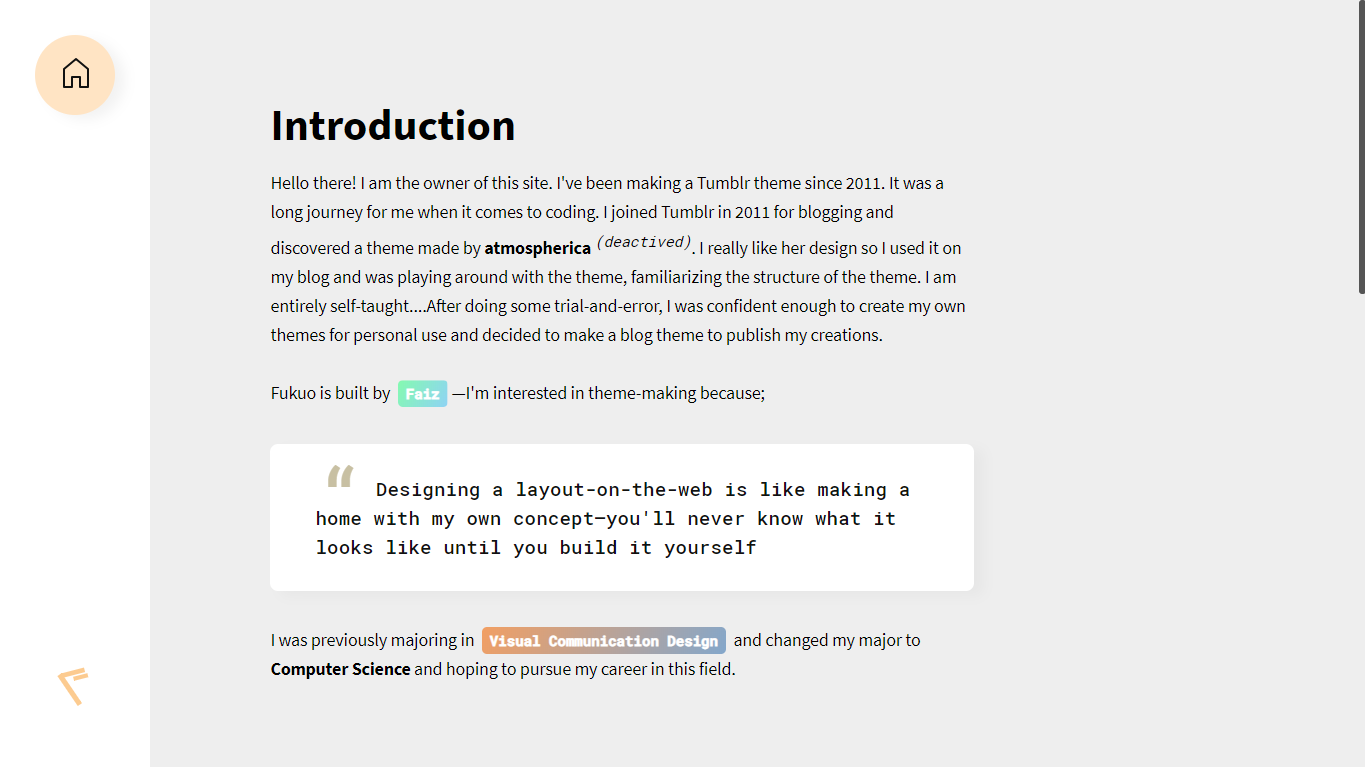 Introduction
Hello there! I am the owner of this site. I've been making a Tumblr theme since 2011. It was a
long journey for me when it comes to coding. I joined Tumblr in 2011 for blogging and
discovered a theme made by atmospherica (deactived). I really like her design so I used it on
my blog and was playing around with the theme, familiarizing the structure of the theme. I am
entirely self-taught....After doing some trial-and-error, I was confident enough to create my own
themes for personal use and decided to make a blog theme to publish my creations.
Fukuo is built by Faiz —I'm interested in theme-making because;
“ Designing a layout-on-the-web is like making a
home with my own concept—you'll never know what it
looks like until you build it yourself
I was previously majoring in Visual Communication Design and changed my major to
Computer Science and hoping to pursue my career in this field.